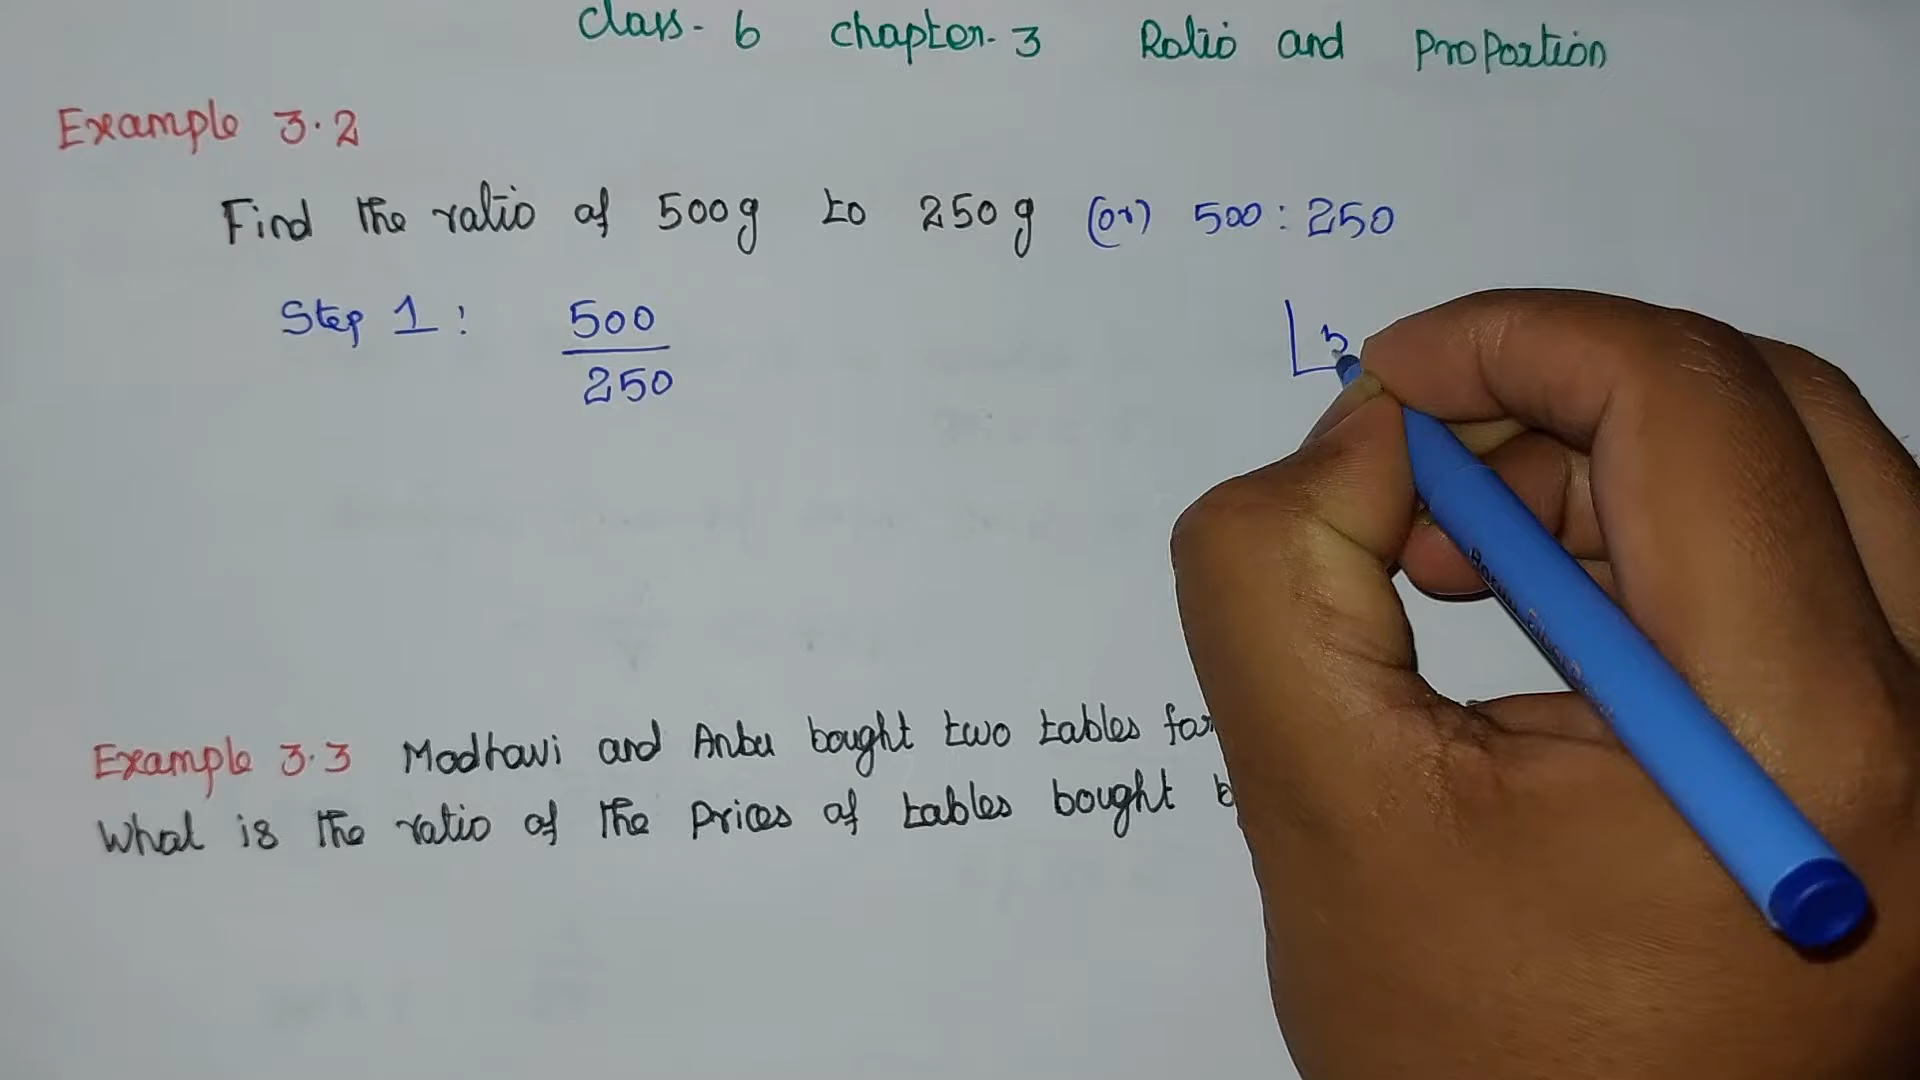 Class- 6 chapter- 3 Ratio and Proportion
Example 3.2
Find the ratio of 500g to 250g (or) 500 : 250
Step 1 : 500
250
Example 3.3 Madhavi and Anbu bought two tables for
What is the ratio of the prices of tables bought